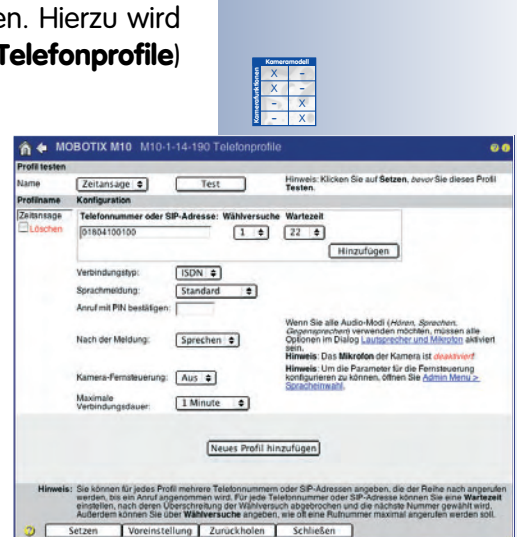 en. Hierzu wird
Telefonprofile)
Kameramodell
Kamerafunktionen
X –
X –
– X
– X
MOBOTIX M10 M10-1-14-190 Telefonprofile
Profil testen
Name Zeitansage Test Hinweis: Klicken Sie auf Setzen, bevor Sie dieses Profil
Testen.
Profilname Konfiguration
Zeitansage Telefonnummer oder SIP-Adresse: Wählversuche Wartezeit
Löschen 01804100100 1 22
Hinzufügen
Verbindungstyp: ISDN
Sprachmeldung: Standard
Anruf mit PIN bestätigen:
Nach der Meldung: Sprechen
Wenn Sie alle Audio-Modi (Hören, Sprechen,
Gegensprechen) verwenden möchten, müssen alle
Optionen im Dialog Lautsprecher und Mikrofon aktiviert
sein.
Hinweis: Das Mikrofon der Kamera ist deaktiviert!
Kamera-Fernsteuerung: Aus
Hinweis: Um die Parameter für die Fernsteuerung
konfigurieren zu können, öffnen Sie Admin Menu >
Spracheinwahl.
Maximale
Verbindungsdauer: 1 Minute
Neues Profil hinzufügen
Hinweis: Sie können für jedes Profil mehrere Telefonnummern oder SIP-Adressen angeben, die der Reihe nach angerufen
werden, bis ein Anruf angenommen wird. Für jede Telefonnummer oder SIP-Adresse können Sie eine Wartezeit
einstellen, nach deren Überschreitung der Wählversuch abgebrochen und die nächste Nummer gewählt wird.
Außerdem können Sie über Wählversuche angeben, wie oft eine Rufnummer maximal angerufen werden soll.
Setzen Voreinstellung Zurückholen Schließen